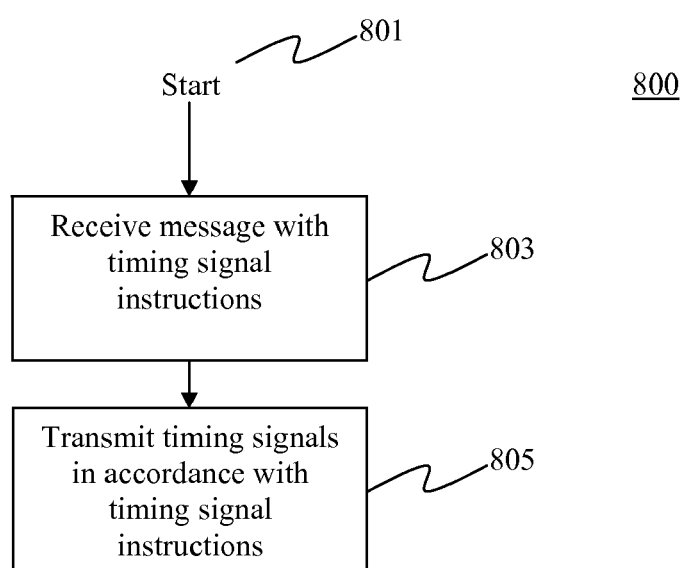 801
Start
800
Receive message with
timing signal
instructions
803
Transmit timing signals
in accordance with
timing signal
instructions
805